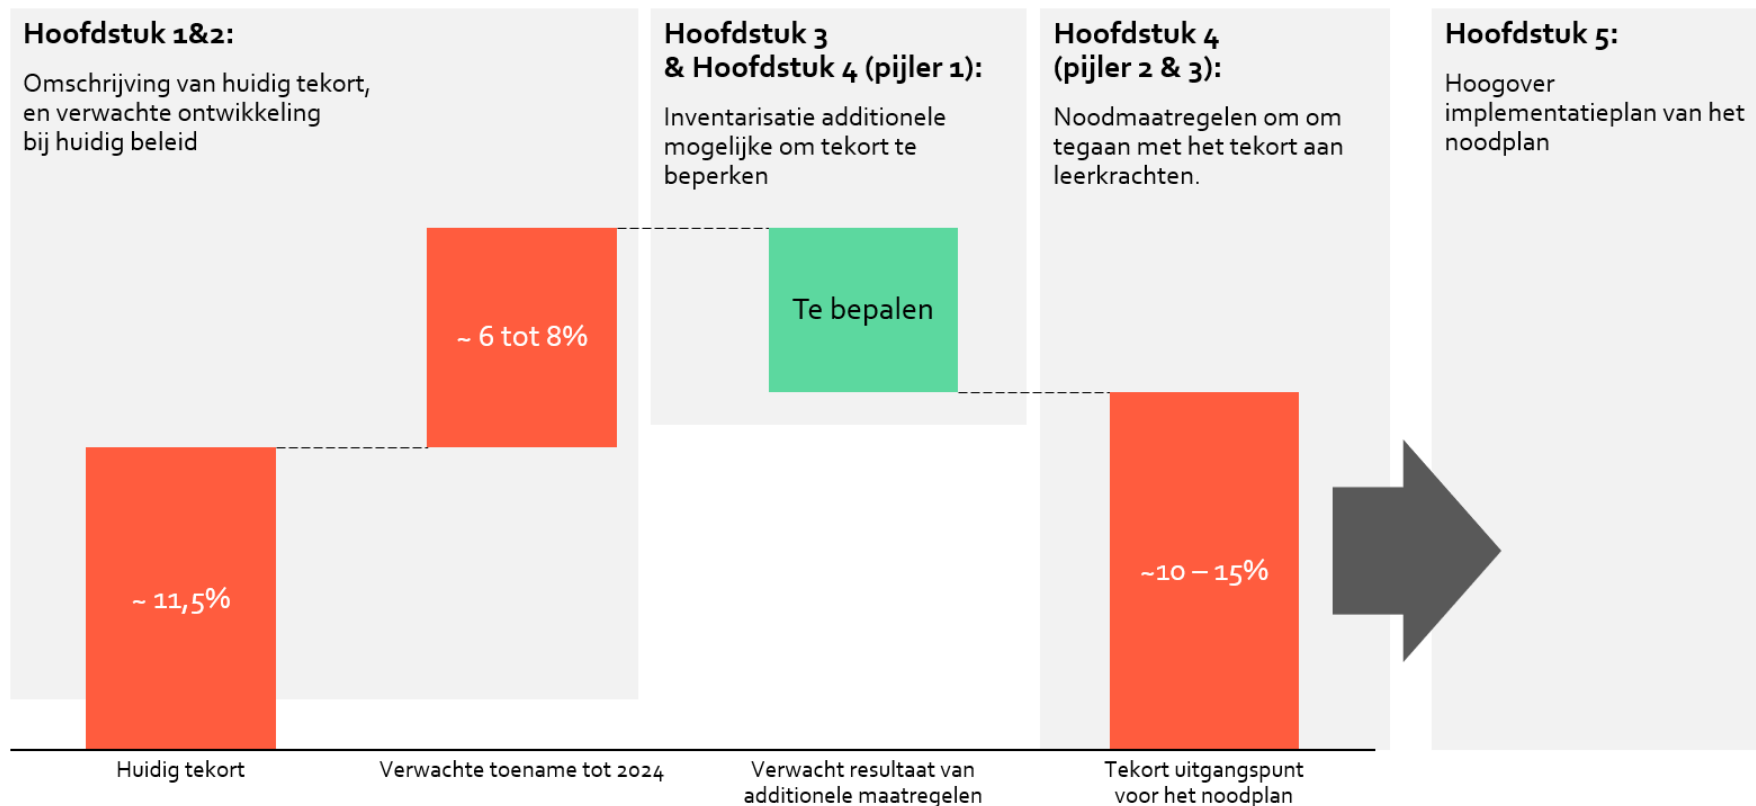 Hoofdstuk 1&2:
Omschrijving van huidig tekort,
en verwachte ontwikkeling
bij huidig beleid
Hoofdstuk 3
& Hoofdstuk 4 (pijler 1):
Inventarisatie additionele
mogelijke om tekort te
beperken
Hoofdstuk 4
(pijler 2 & 3):
Noodmaatregelen om om
tegaan met het tekort aan
leerkrachten.
Hoofdstuk 5:
Hoogover
implementatieplan van het
noodplan
~ 11,5%
~ 6 tot 8%
Te bepalen
~10 – 15%
Huidig tekort
Verwachte toename tot 2024
Verwacht resultaat van
additionele maatregelen
Tekort uitgangspunt
voor het noodplan